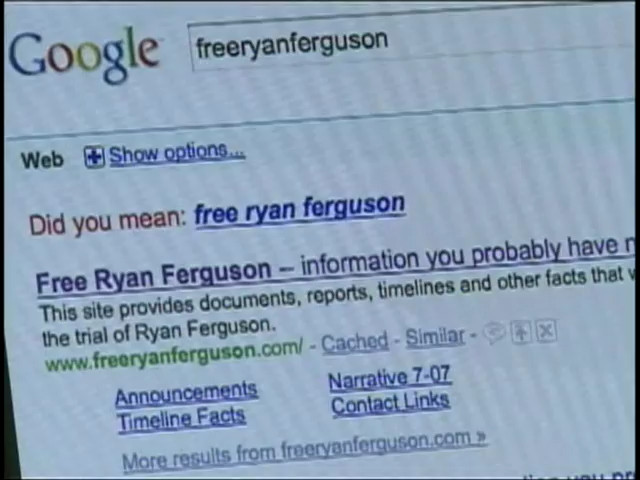 Google freeryanferguson
Web Show options...
Did you mean: free ryan ferguson
Free Ryan Ferguson – information you probably have
This site provides documents, reports, timelines and other facts that
the trial of Ryan Ferguson.
www.freeryanferguson.com/ - Cached - Similar -
Announcements Narrative 7-07
Timeline Facts Contact Links
More results from freeryanferguson.com »